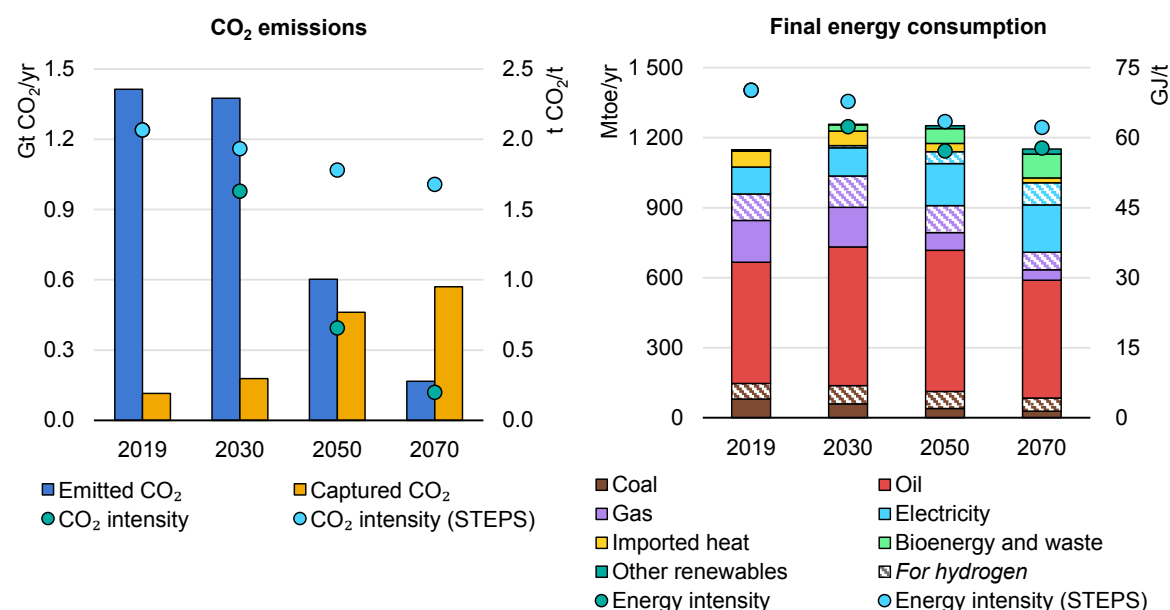 CO₂ emissions
Gt CO₂/yr
1.5
1.2
0.9
0.6
0.3
0.0
2.5
2.0
1.5
1.0
0.5
0.0
t CO₂/t
2019 2030 2050 2070
Emitted CO₂ Captured CO₂
CO₂ intensity CO₂ intensity (STEPS)
Final energy consumption
Mtoe/yr
1 500
1 200
900
600
300
0
75
60
45
30
15
0
GJ/t
2019 2030 2050 2070
Coal Oil
Gas Electricity
Imported heat Bioenergy and waste
Other renewables For hydrogen
Energy intensity Energy intensity (STEPS)